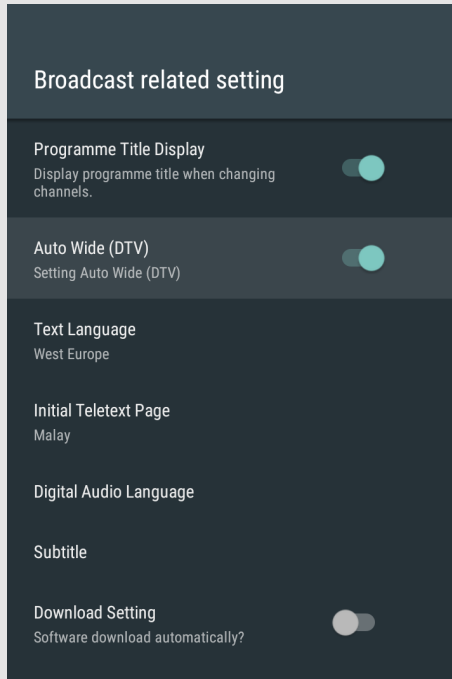 Broadcast related setting
Programme Title Display
Display programme title when changing
channels.
Auto Wide (DTV)
Setting Auto Wide (DTV)
Text Language
West Europe
Initial Teletext Page
Malay
Digital Audio Language
Subtitle
Download Setting
Software download automatically?